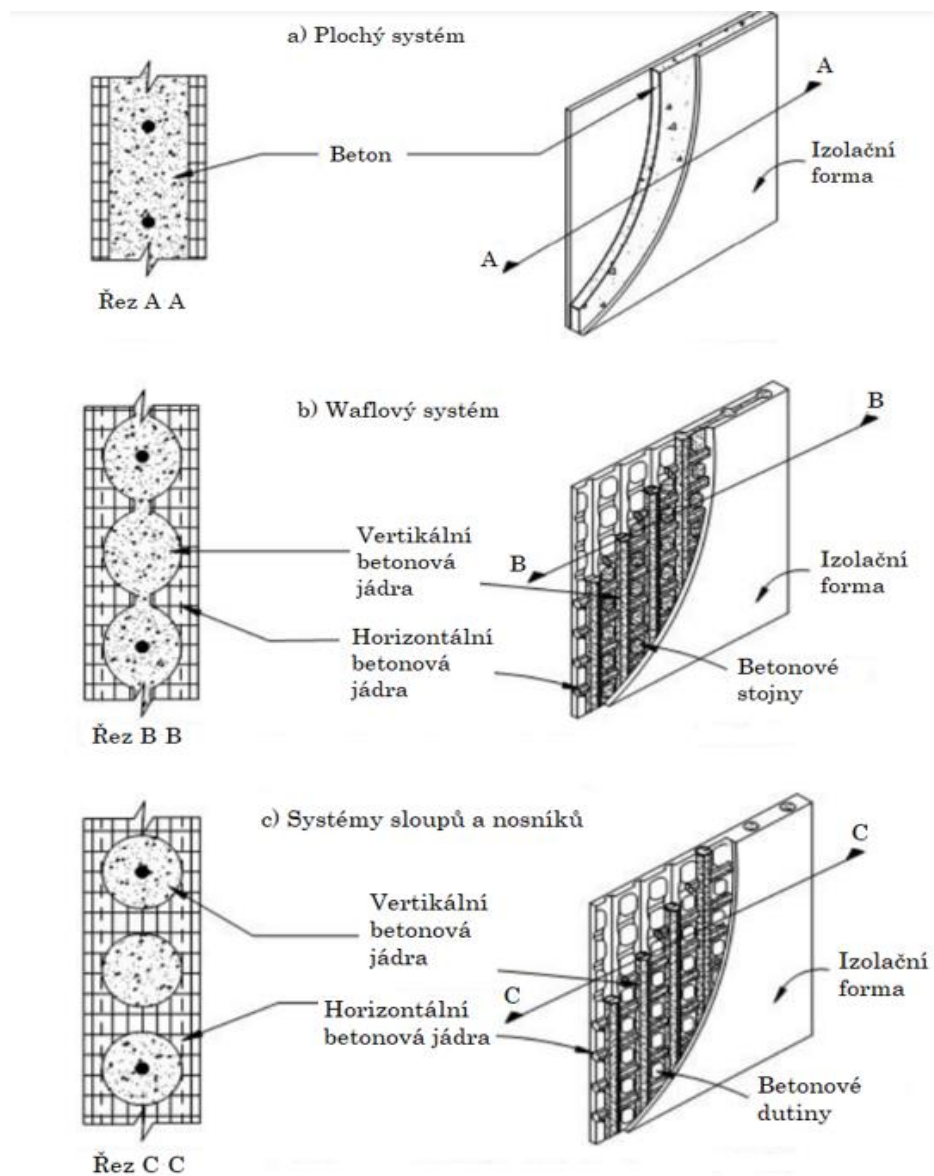 a) Plochý systém
A
Beton
Izolační
forma
A
Řez A A
b) Waflový systém
B
Vertikální
betonová
jádra
B
Izolační
forma
Horizontální
betonová
jádra
Betonové
stojny
Řez B B
c) Systémy sloupů a nosníků
C
Vertikální
betonová
jádra
Izolační
forma
C
Horizontální
betonová jádra
Betonové
dutiny
Řez C C